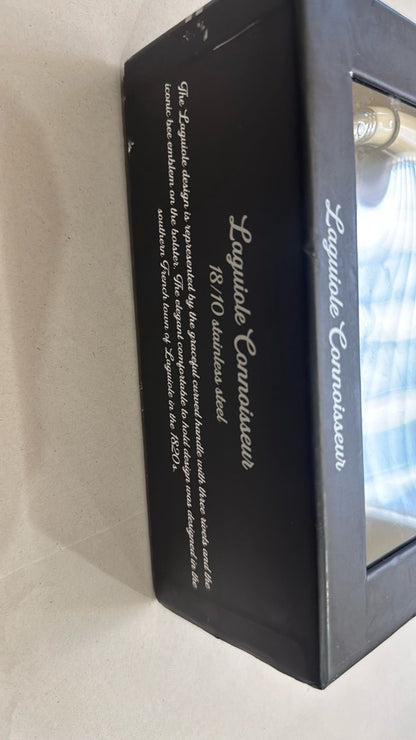 Laguiole Connoisseur
Laguiole Connoisseur
18/10 stainless steel
The Laguiole design is represented by the graceful curved handle with three rivels and the
iconic bee emblem on the bolster. The elegant comfortable to hold design was designed in the
southern French town of Laguiole in the 1820s.